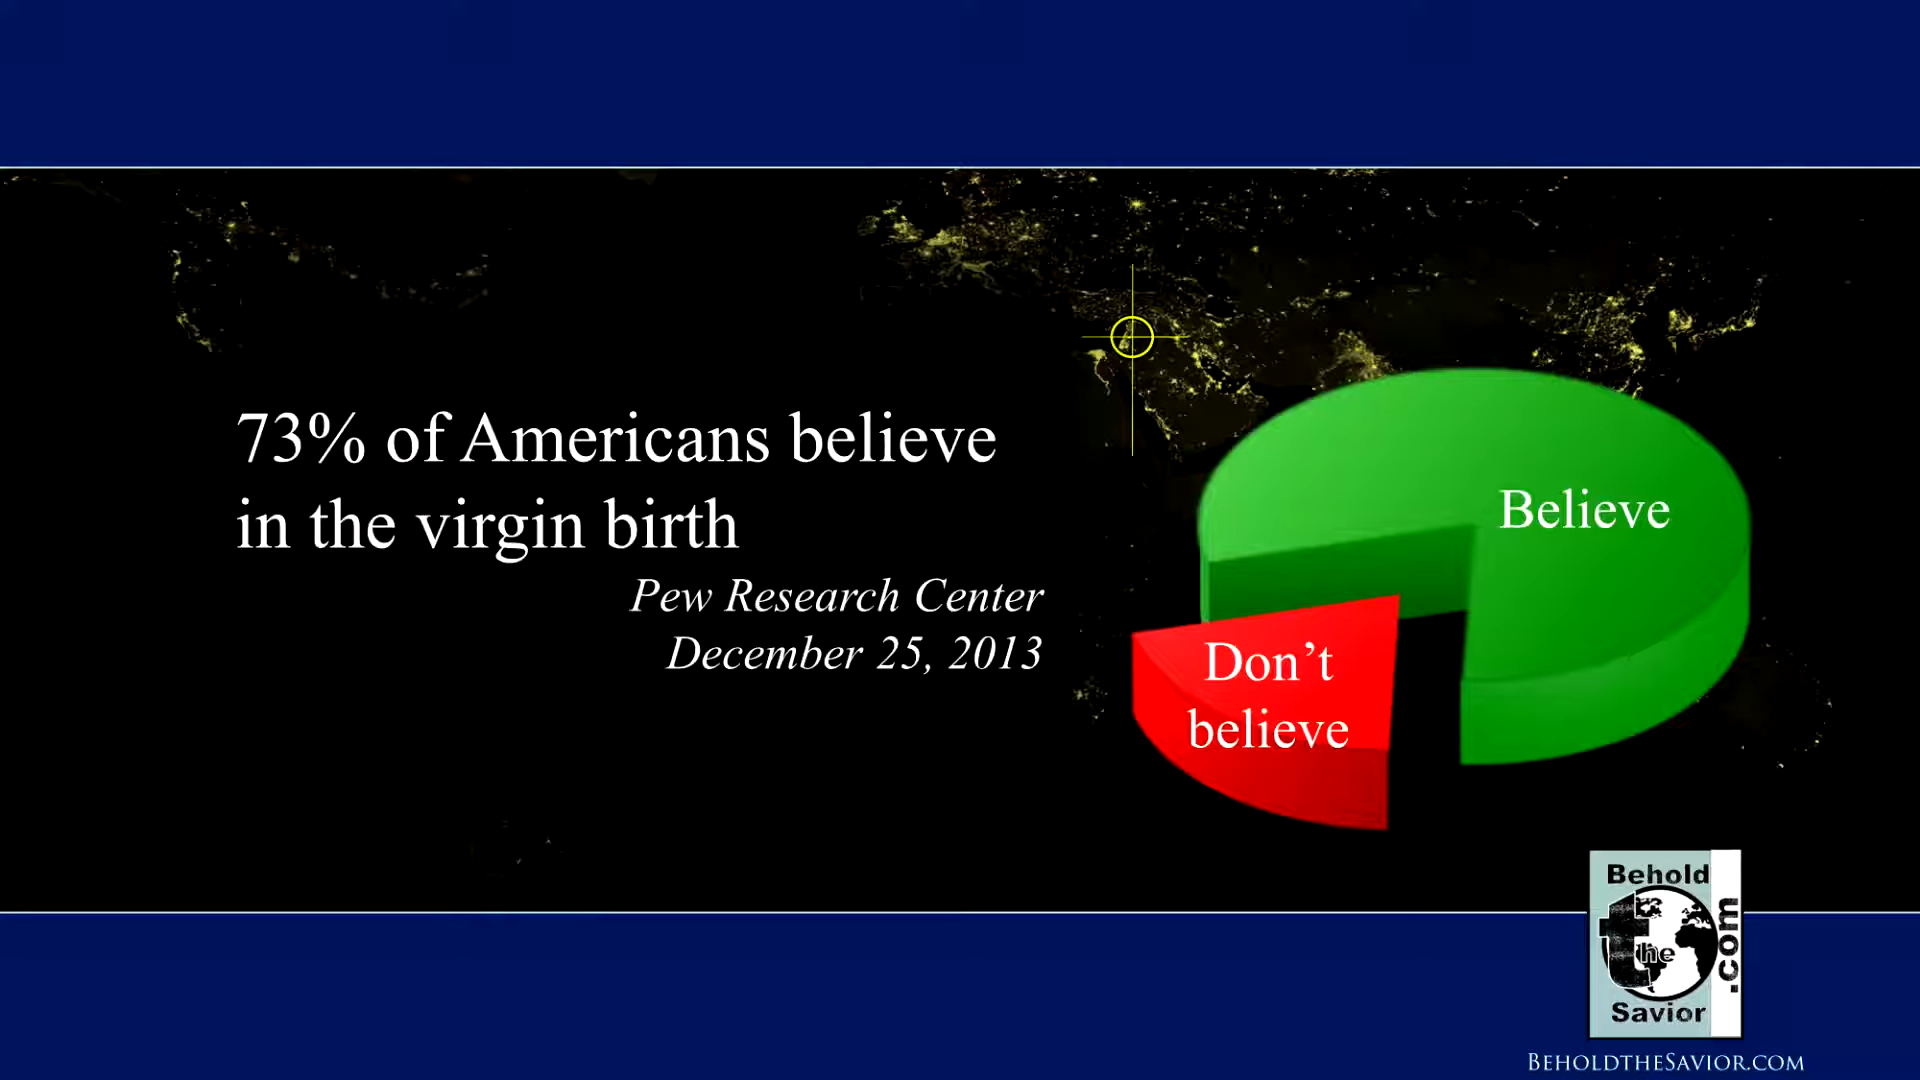 73% of Americans believe
in the virgin birth
Pew Research Center
December 25, 2013
Believe
Don’t
believe
Behold
the
Savior
.com
BeholdtheSavior.com